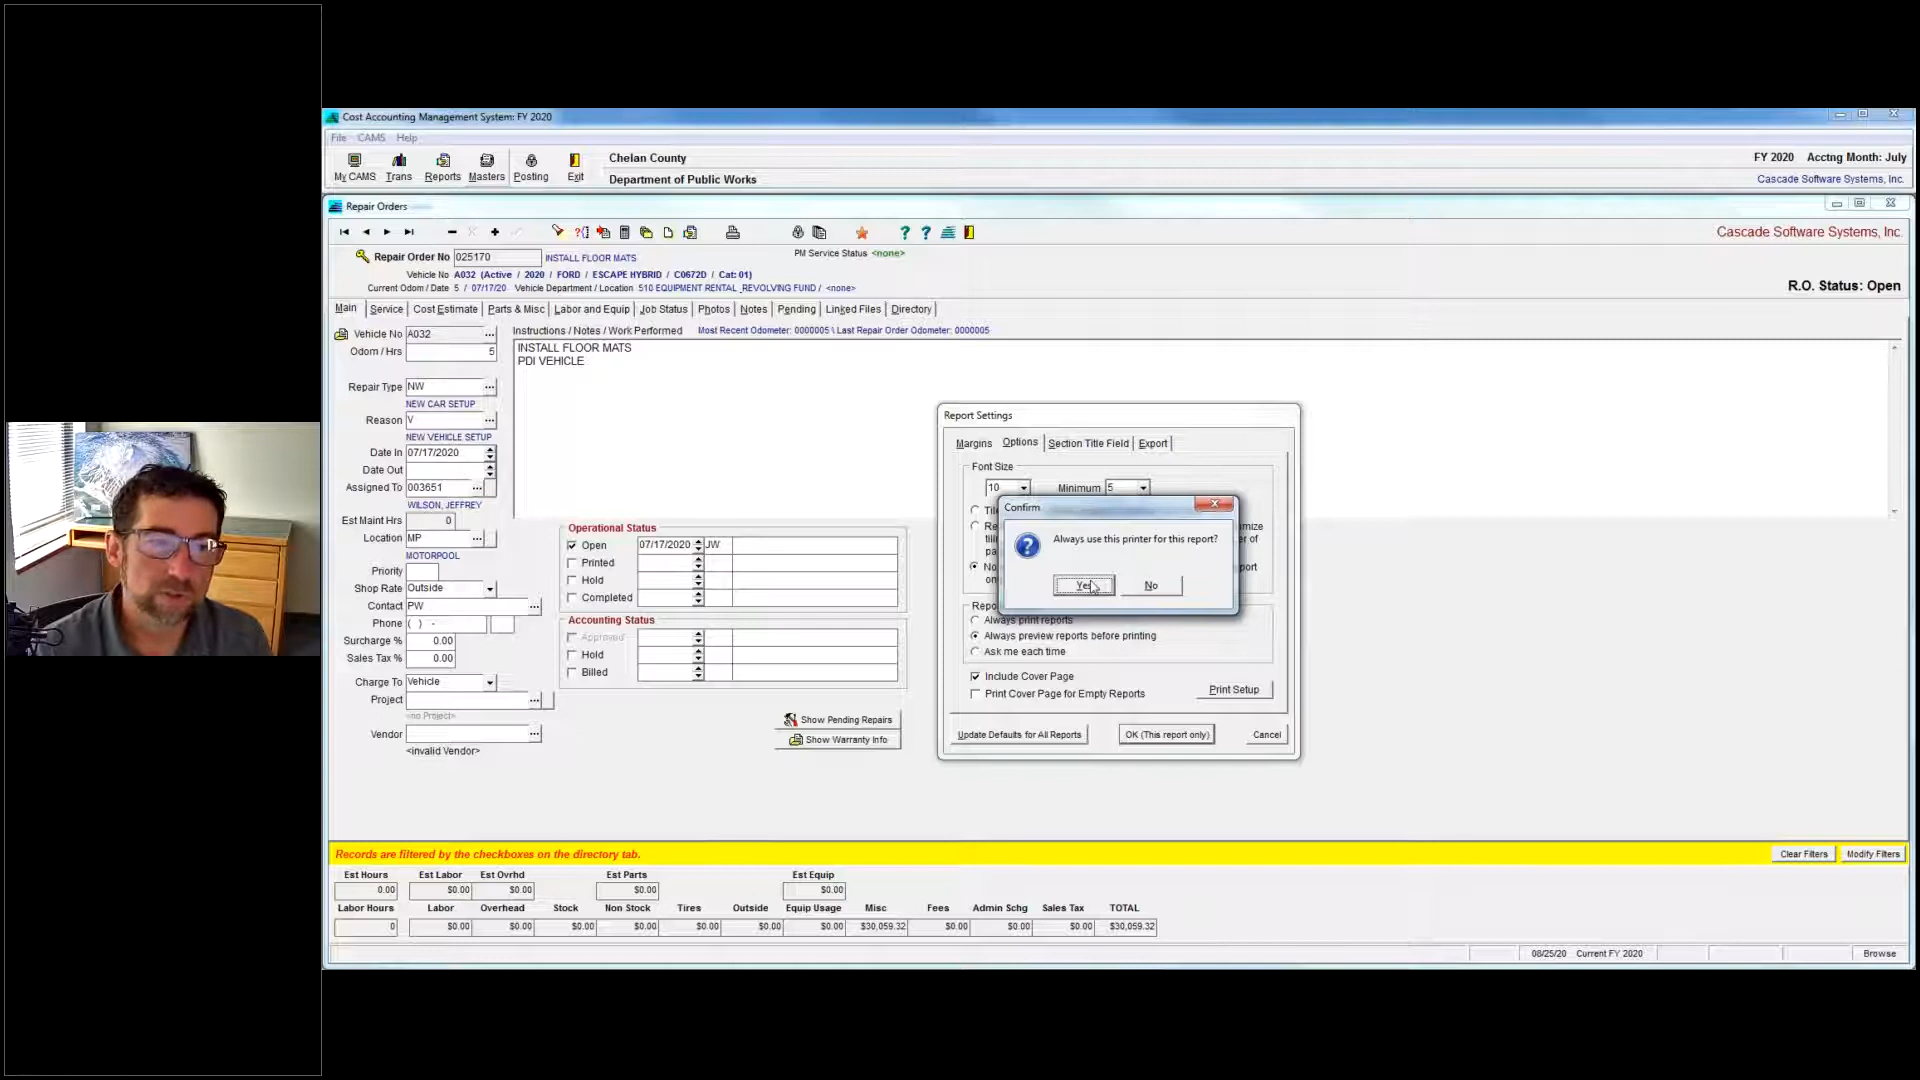 Cost Accounting Management System: FY 2020
File CAMS Help
My CAMS Trans Reports Masters Posting Exit
Chelan County
Department of Public Works
FY 2020 Acctng Month: July
Cascade Software Systems, Inc.
Repair Orders
Cascade Software Systems, Inc.
Repair Order No 025170 INSTALL FLOOR MATS
PM Service Status <none>
Vehicle No A032 (Active / 2020 / FORD / ESCAPE HYBRID / C0672D / Cat: 01)
Current Odom / Date 5 / 07/17/20 Vehicle Department / Location 510 EQUIPMENT RENTAL _REVOLVING FUND / <none>
R.O. Status: Open
Main Service Cost Estimate Parts & Misc Labor and Equip Job Status Photos Notes Pending Linked Files Directory
Vehicle No A032 ...
Instructions / Notes / Work Performed Most Recent Odometer: 0000005 \ Last Repair Order Odometer: 0000005
Odom / Hrs 5
INSTALL FLOOR MATS
PDI VEHICLE
Repair Type NW ...
NEW CAR SETUP
Reason V ...
NEW VEHICLE SETUP
Date In 07/17/2020
Date Out
Assigned To 003651 ...
WILSON, JEFFREY
Est Maint Hrs 0
Location MP ...
MOTORPOOL
Priority
Shop Rate Outside
Contact PW ...
Phone ( ) -
Surcharge % 0.00
Sales Tax % 0.00
Charge To Vehicle
Project ...
<no Project>
Vendor ...
<invalid Vendor>
Operational Status
Open 07/17/2020 JW
Printed
Hold
Completed
Accounting Status
Approved
Hold
Billed
Show Pending Repairs
Show Warranty Info
Report Settings
Margins Options Section Title Field Export
Font Size
10 Minimum 5
Confirm
Always use this printer for this report?
Yes No
Always print reports
Always preview reports before printing
Ask me each time
Include Cover Page
Print Cover Page for Empty Reports
Print Setup
Update Defaults for All Reports OK (This report only) Cancel
Records are filtered by the checkboxes on the directory tab.
Clear Filters Modify Filters
Est Hours Est Labor Est Ovrhd Est Parts Est Equip
0.00 $0.00 $0.00 $0.00 $0.00
Labor Hours Labor Overhead Stock Non Stock Tires Outside Equip Usage Misc Fees Admin Schg Sales Tax TOTAL
0 $0.00 $0.00 $0.00 $0.00 $0.00 $0.00 $0.00 $30,059.32 $0.00 $0.00 $0.00 $30,059.32
08/25/20 Current FY 2020 Browse